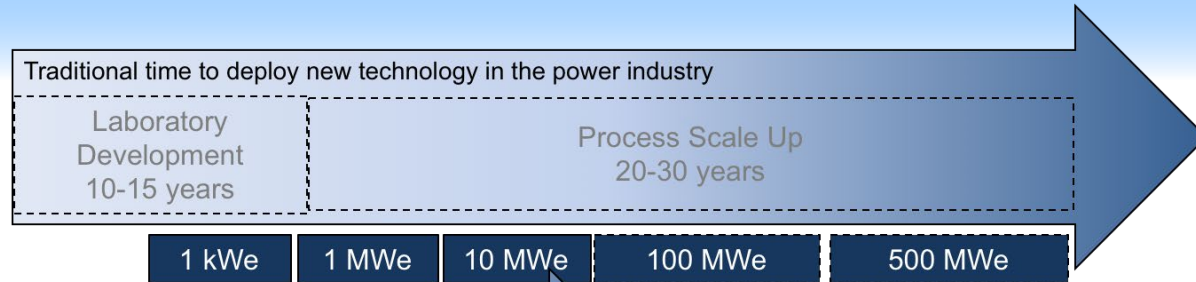 Traditional time to deploy new technology in the power industry
Laboratory
Development
10-15 years
Process Scale Up
20-30 years
1 kWe
1 MWe
10 MWe
100 MWe
500 MWe